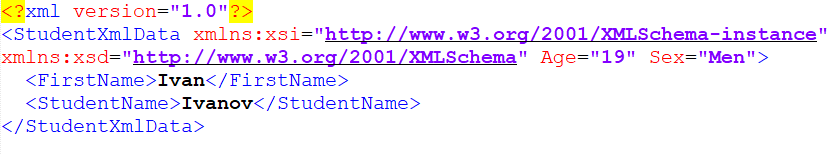 <?xml version="1.0"?>
<StudentXmlData xmlns:xsi="http://www.w3.org/2001/XMLSchema-instance"
xmlns:xsd="http://www.w3.org/2001/XMLSchema" Age="19" Sex="Men">
  <FirstName>Ivan</FirstName>
  <StudentName>Ivanov</StudentName>
</StudentXmlData>